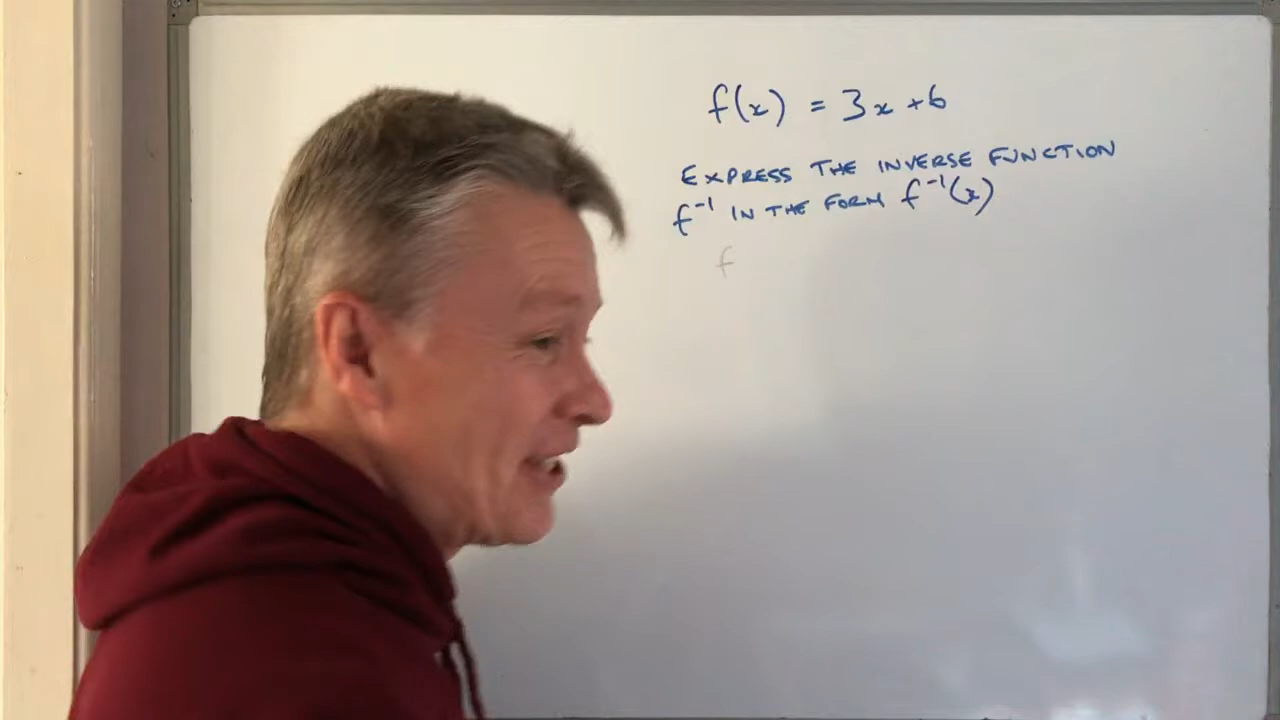 f(x) = 3x+6
EXPRESS THE INVERSE FUNCTION
f⁻¹ IN THE FORM f⁻¹(x)
f